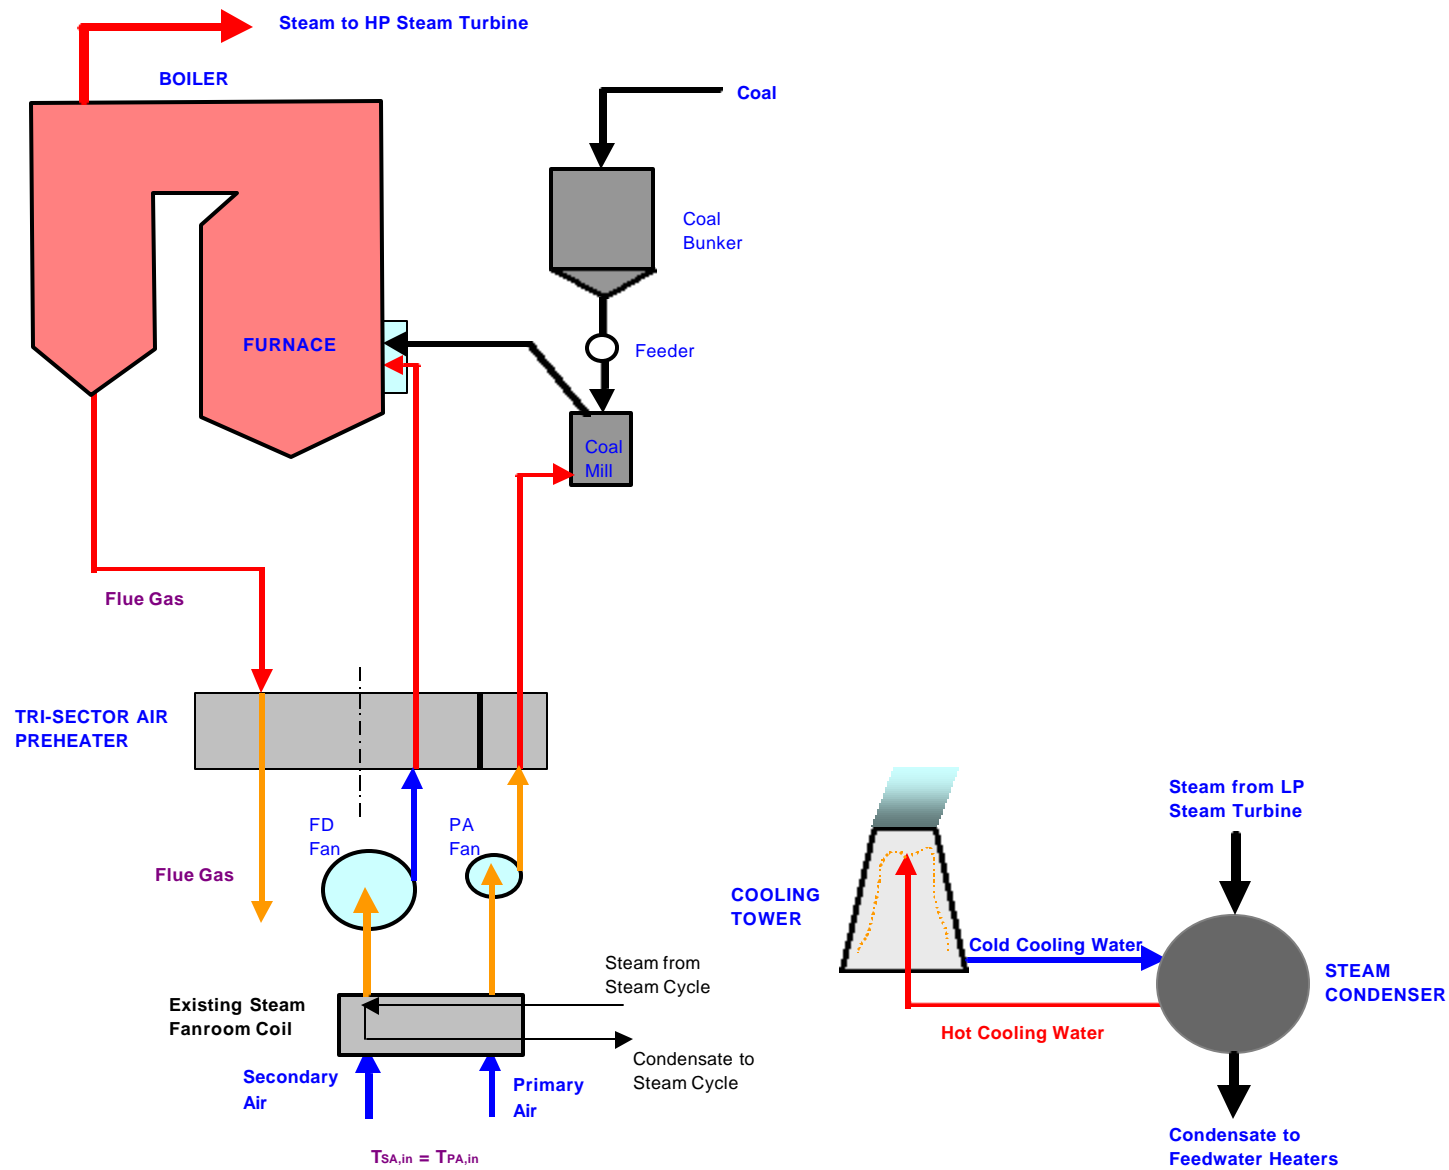 Steam to HP Steam Turbine
BOILER
Coal
Coal
Bunker
FURNACE
Feeder
Coal
Mill
Flue Gas
TRI-SECTOR AIR
PREHEATER
FD
Fan
PA
Fan
Flue Gas
Steam from LP
Steam Turbine
COOLING
TOWER
Cold Cooling Water
STEAM
CONDENSER
Hot Cooling Water
Steam from
Steam Cycle
Existing Steam
Fanroom Coil
Condensate to
Steam Cycle
Secondary
Air
Primary
Air
Condensate to
Feedwater Heaters
TSA,in = TPA,in